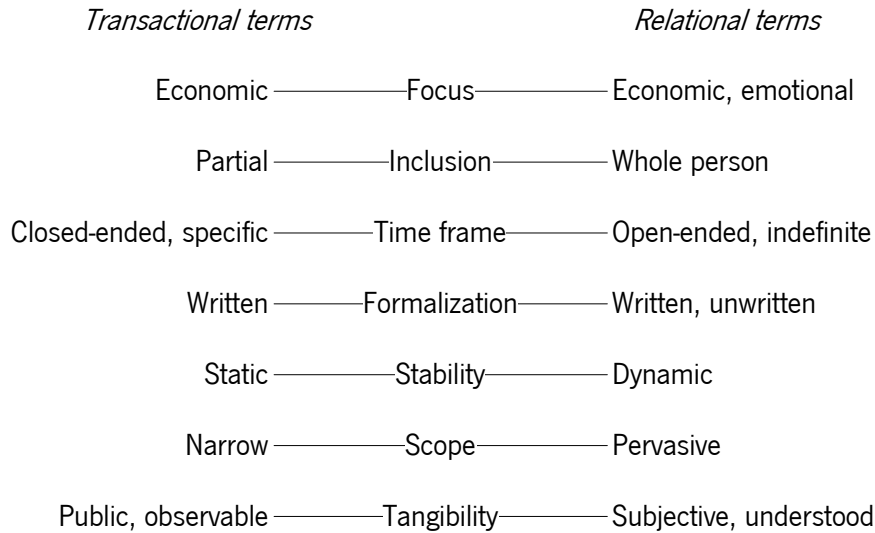 Transactional terms Relational terms
Economic Focus Economic, emotional
Partial Inclusion Whole person
Closed-ended, specific Time frame Open-ended, indefinite
Written Formalization Written, unwritten
Static Stability Dynamic
Narrow Scope Pervasive
Public, observable Tangibility Subjective, understood